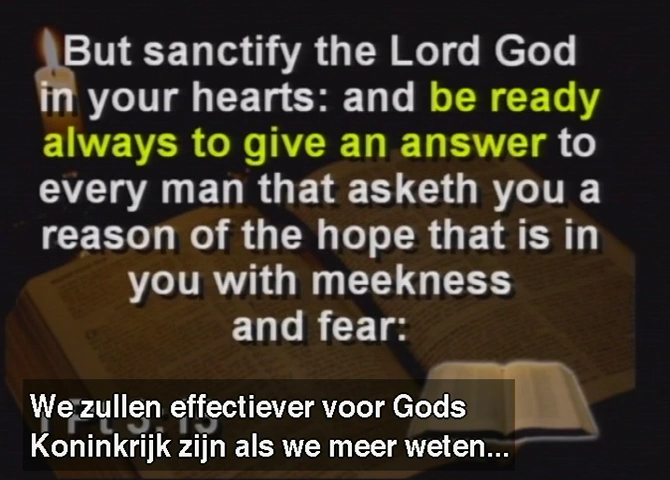 But sanctify the Lord God
in your hearts: and be ready
always to give an answer to
every man that asketh you a
reason of the hope that is in
you with meekness
and fear:
We zullen effectiever voor Gods
Koninkrijk zijn als we meer weten...